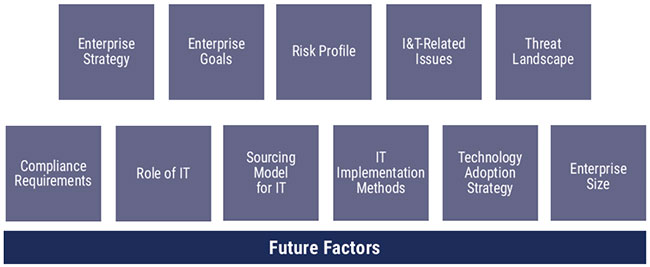 Enterprise
Strategy
Enterprise
Goals
Risk Profile
I&T-Related
Issues
Threat
Landscape
Compliance
Requirements
Role of IT
Sourcing
Model
for IT
IT
Implementation
Methods
Technology
Adoption
Strategy
Enterprise
Size
Future Factors